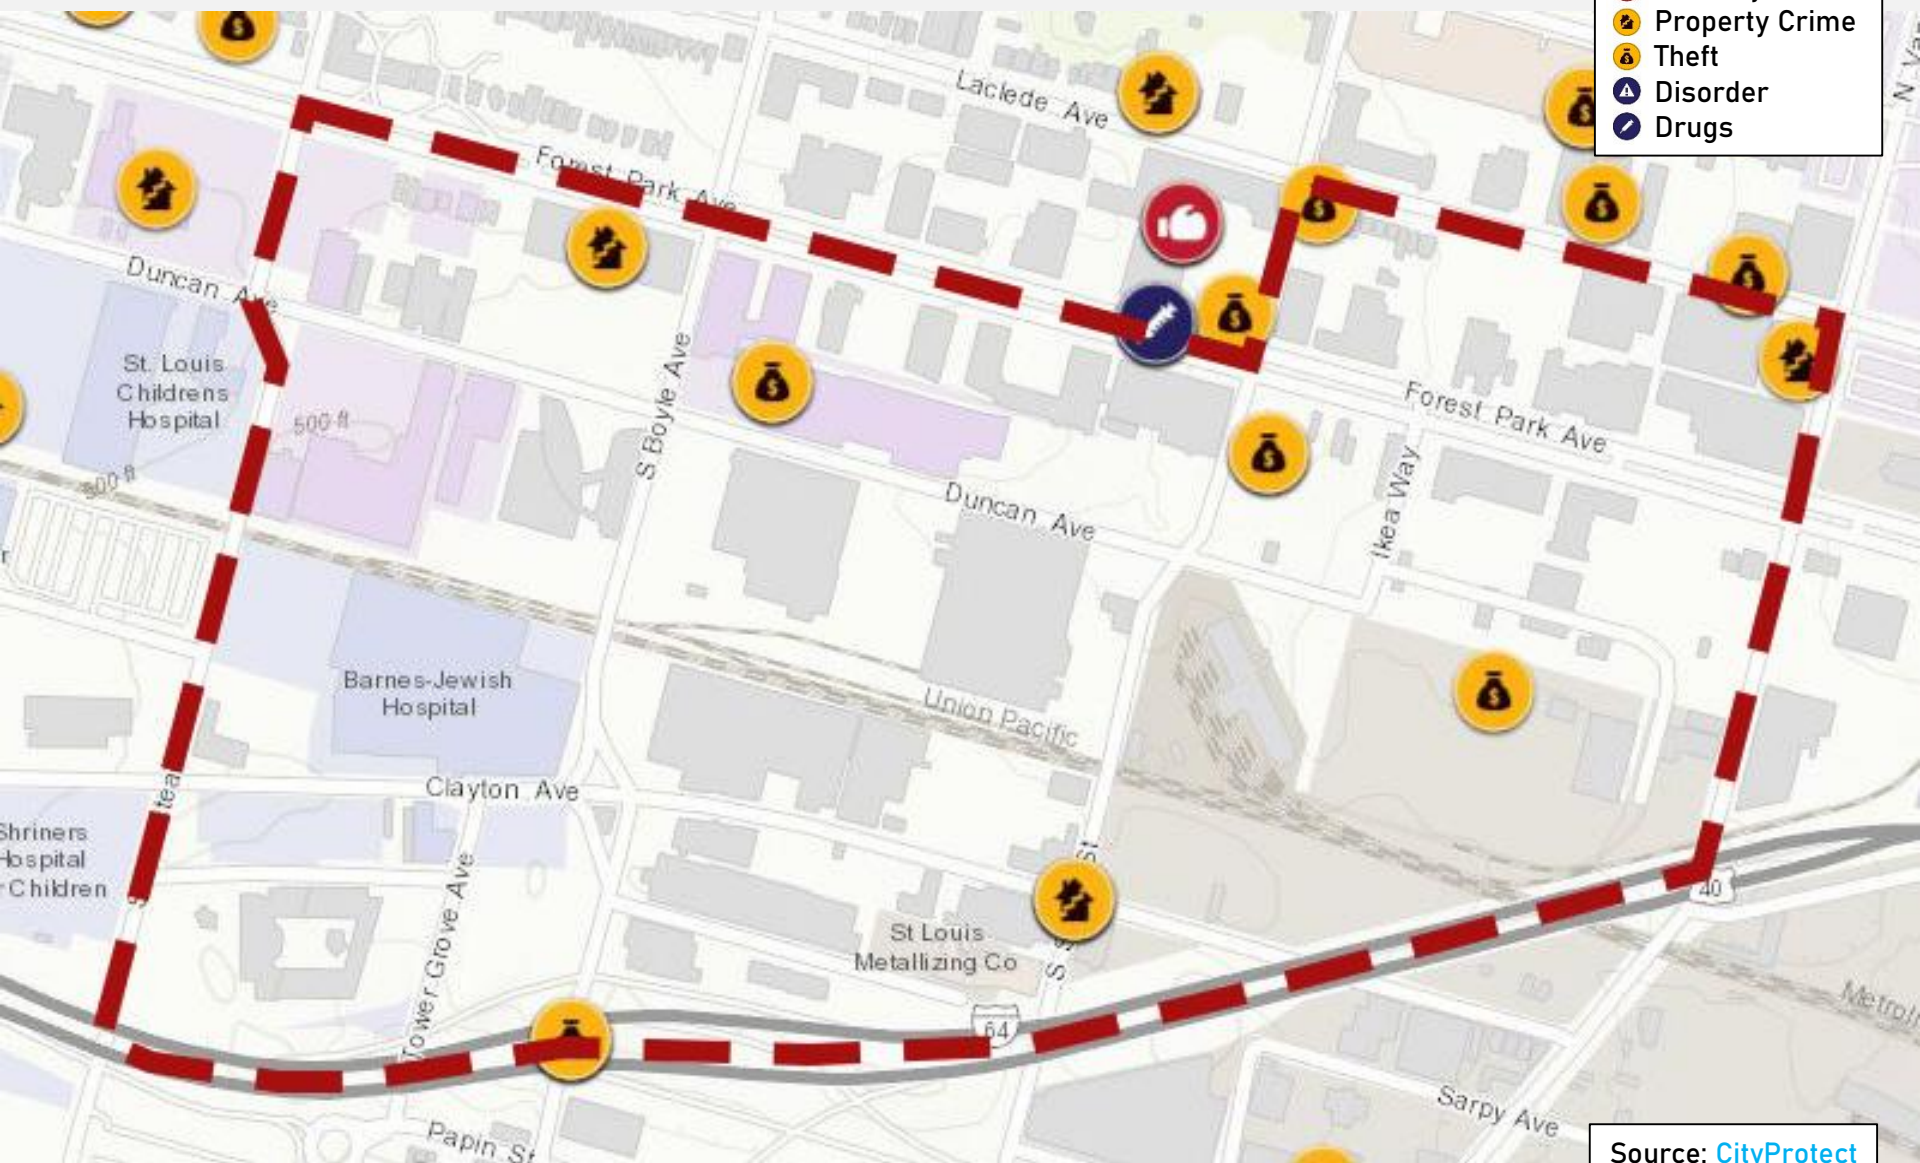 Property Crime
Theft
Disorder
Drugs
Laclede Ave
Forest Park Ave
Duncan Ave
St. Louis
Childrens
Hospital
500 ft
500 ft
S Boyle Ave
Forest Park Ave
Ikea Way
Duncan Ave
Barnes-Jewish
Hospital
Union Pacific
Clayton Ave
Shriners
Hospital
Children
Tower Grove Ave
St Louis
Metallizing Co
St
S
40
64
Sarpy Ave
Papin St
Source: CityProtect